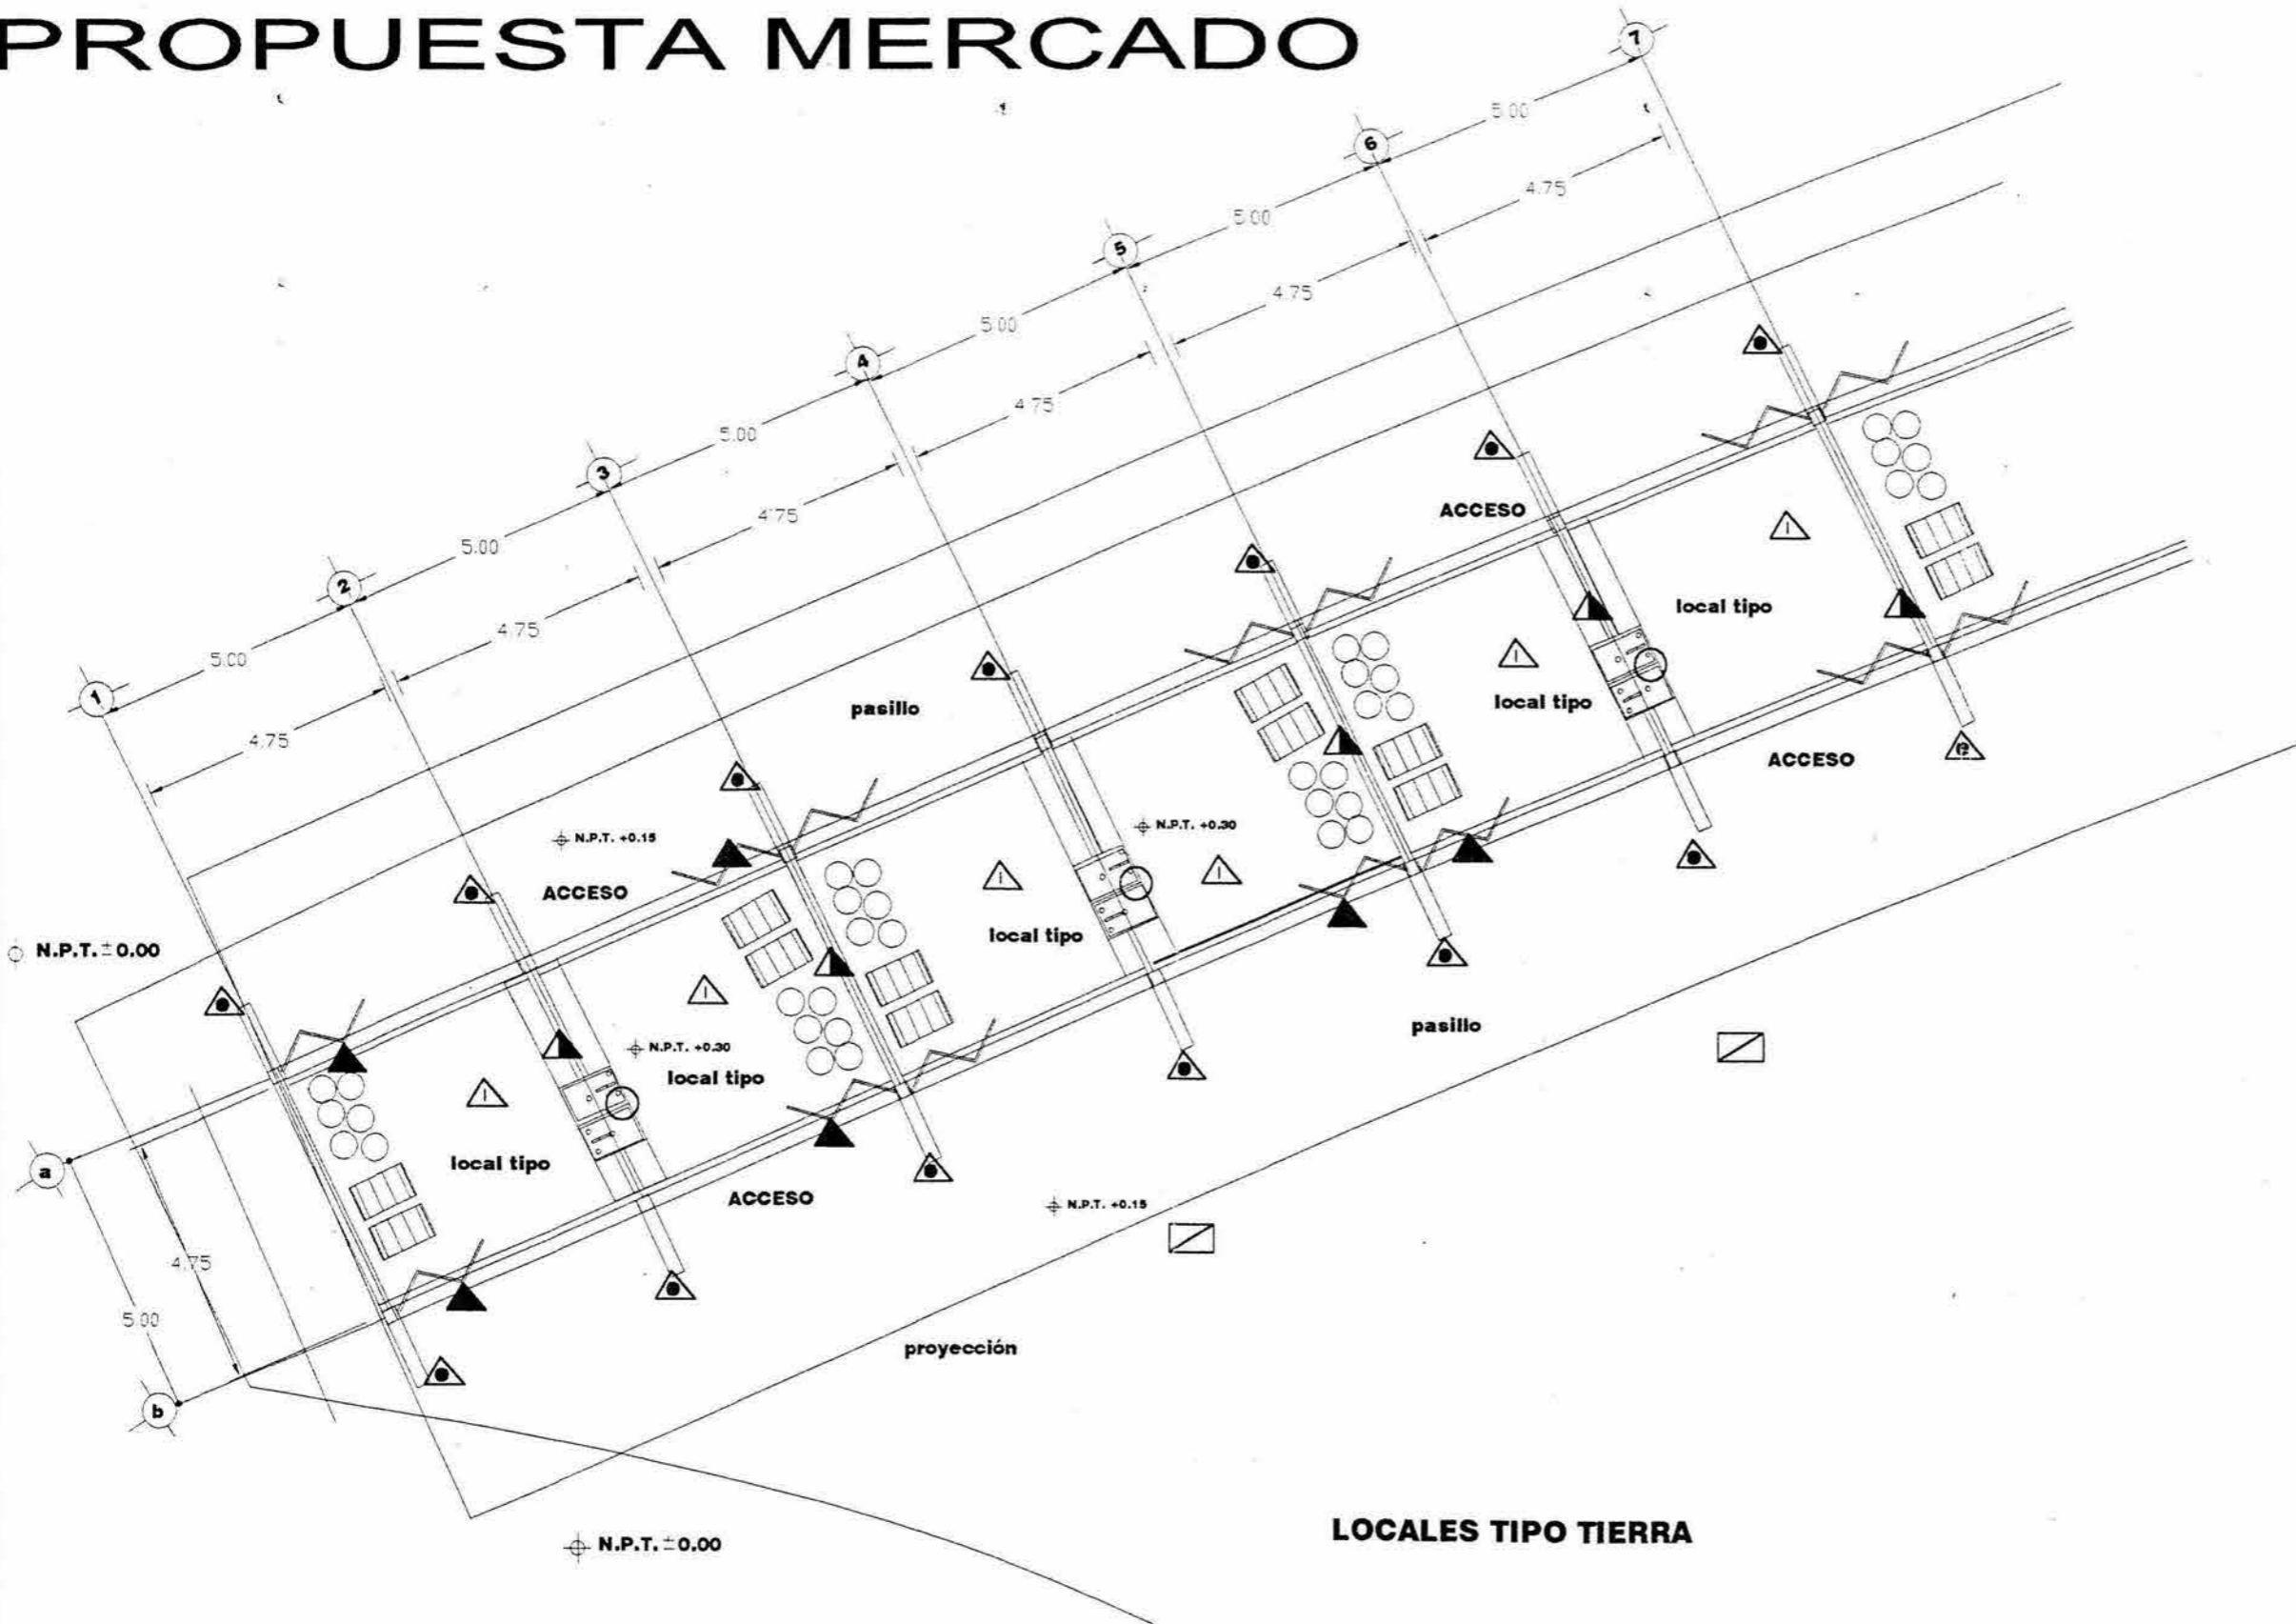 PROPUESTA MERCADO
7
5.00
6
4.75
5.00
5
4.75
5.00
4
4.75
5.00
3
4.75
5.00
2
4.75
5.00
1
4.75
ACCESO
local tipo
local tipo
pasillo
ACCESO
N.P.T. +0.15
N.P.T. +0.30
ACCESO
local tipo
N.P.T. ±0.00
N.P.T. +0.30
local tipo
pasillo
a
local tipo
ACCESO
N.P.T. +0.15
4.75
5.00
proyección
b
LOCALES TIPO TIERRA
N.P.T. ±0.00